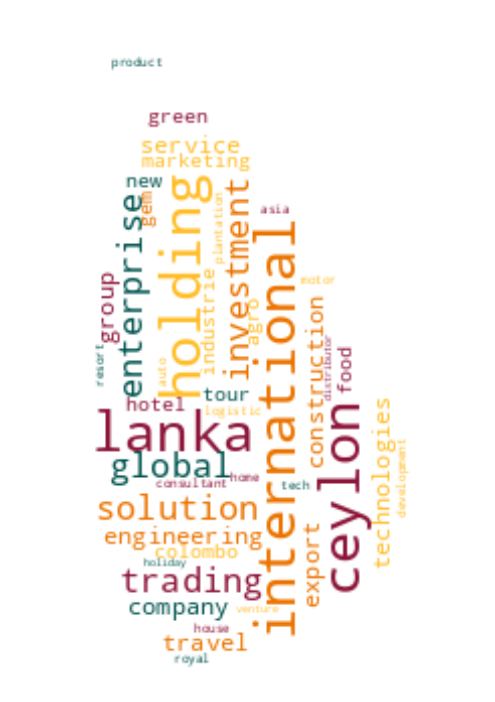 product
green
service
marketing
new
gem
holding
enterprise
investment
plantation
asia
international
industrie
group
agro
motor
construction
distributor
food
resort
auto
tour
hotel
logistic
lanka
ceylon
technologies
development
global
home
consultant
tech
solution
engineering
export
colombo
holiday
trading
company
venture
house
travel
royal